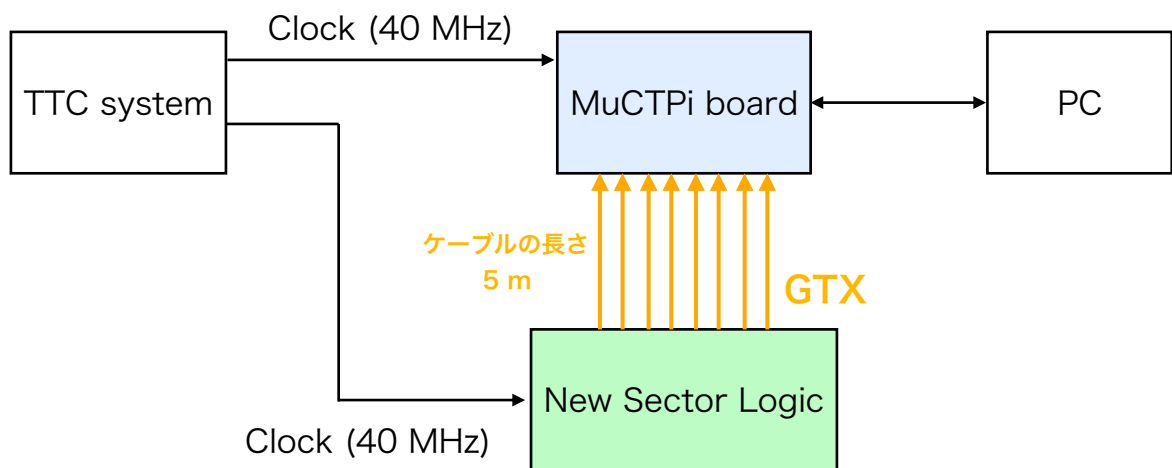 Clock (40 MHz)
TTC system
MuCTPi board
PC
ケーブルの長さ
5 m
GTX
New Sector Logic
Clock (40 MHz)